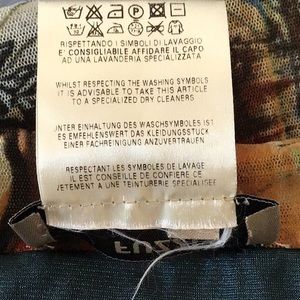 RISPETTANDO I SIMBOLI DI LAVAGGIO
E' CONSIGLIABILE AFFIDARE IL CAPO
AD UNA LAVANDERIA SPECIALIZZATA
WHILST RESPECTING THE WASHING SYMBOLS
IT IS ADVISABLE TO TAKE THIS ARTICLE
TO A SPECIALIZED DRY CLEANERS
UNTER EINHALTUNG DES WASCHSYMBOLES IST
ES EMPFEHLENSWERT DAS KLEIDUNGSSTÜCK
EINER FACHREINIGUNG ANZUVERTRAUEN
RESPECTANT LES SYMBOLES DE LAVAGE
IL EST CONSEILLE DE CONFIER CE
VETEMENT A UNE TEINTURERIE SPECIALISEE